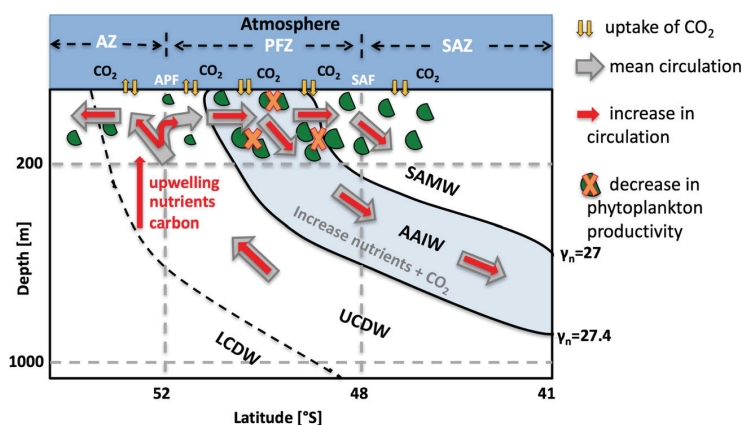 Atmosphere
AZ
PFZ
SAZ
CO2
APF
CO2
CO2
CO2
SAF
CO2
200
1000
Depth [m]
upwelling
nutrients
carbon
SAMW
AAIW
Increase nutrients + CO2
UCDW
LCDW
γn=27
γn=27.4
52
48
41
Latitude [°S]
uptake of CO2
mean circulation
increase in
circulation
decrease in
phytoplankton
productivity